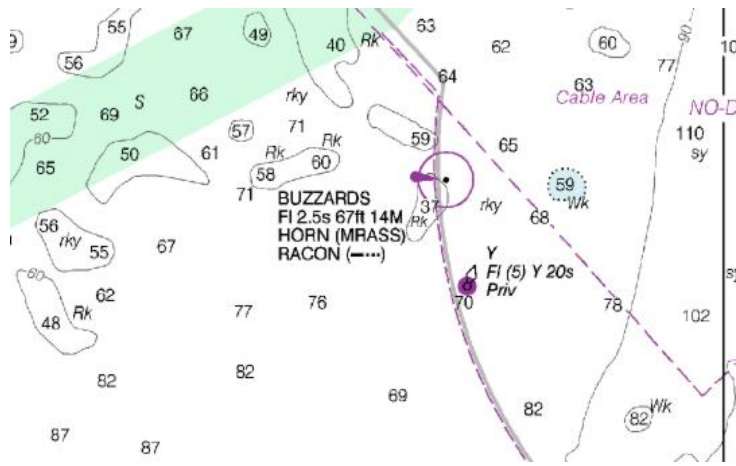 55
67
49
40
Rk
63
62
60
90
10
9
56
64
77
63
S
66
rky
Cable Area
NO-D
52
69
57
71
Rk
59
110
60
50
61
Rk
60
65
sy
65
58
59
71
BUZZARDS
Fl 2.5s 67ft 14M
HORN (MRASS)
RACON (–···)
37
Rk
rky
Wk
68
56
rky
55
67
Y
Fl (5) Y 20s
Priv
sy
60
62
48
Rk
77
76
70
78
102
82
82
69
82
82
Wk
87
87